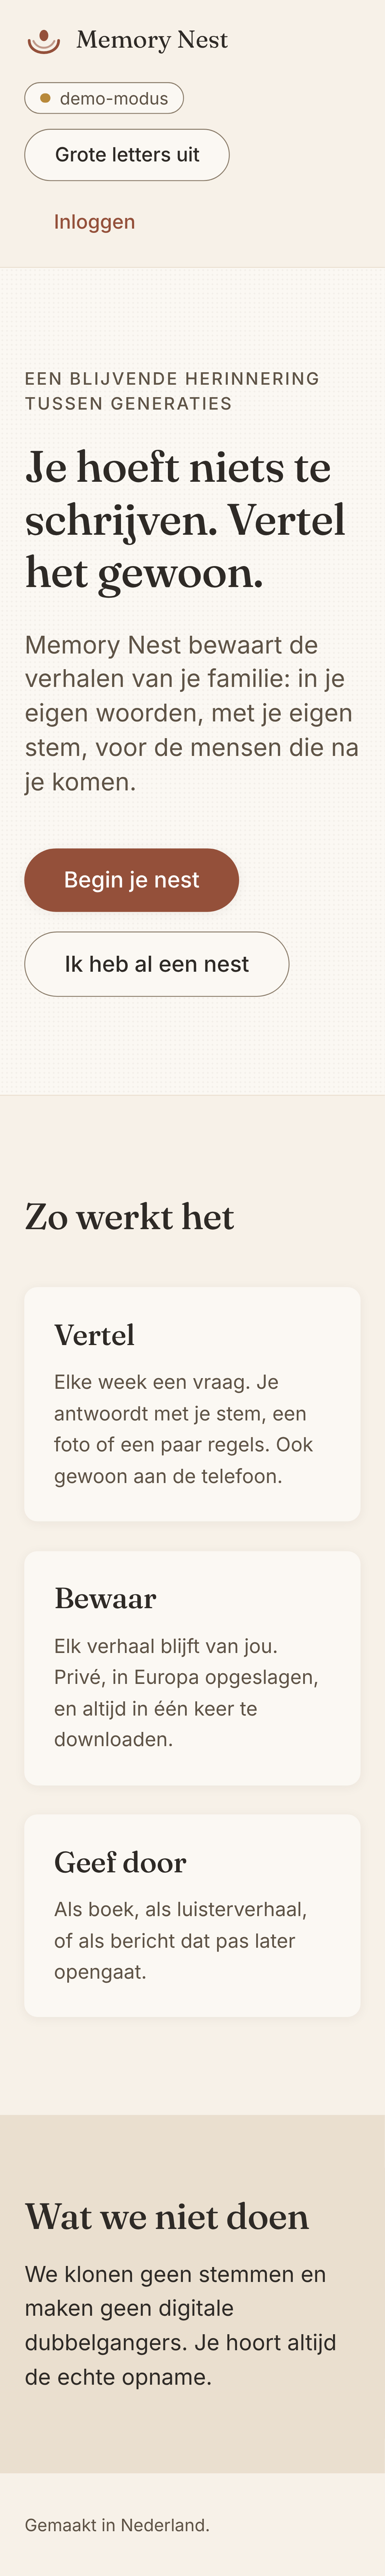 Memory Nest
demo-modus
Grote letters uit
Inloggen
EEN BLIJVENDE HERINNERING
TUSSEN GENERATIES
Je hoeft niets te
schrijven. Vertel
het gewoon.
Memory Nest bewaart de
verhalen van je familie: in je
eigen woorden, met je eigen
stem, voor de mensen die na
je komen.
Begin je nest
Ik heb al een nest
Zo werkt het
Vertel
Elke week een vraag. Je
antwoordt met je stem, een
foto of een paar regels. Ook
gewoon aan de telefoon.
Bewaar
Elk verhaal blijft van jou.
Privé, in Europa opgeslagen,
en altijd in één keer te
downloaden.
Geef door
Als boek, als luisterverhaal,
of als bericht dat pas later
opengaat.
Wat we niet doen
We klonen geen stemmen en
maken geen digitale
dubbelgangers. Je hoort altijd
de echte opname.
Gemaakt in Nederland.